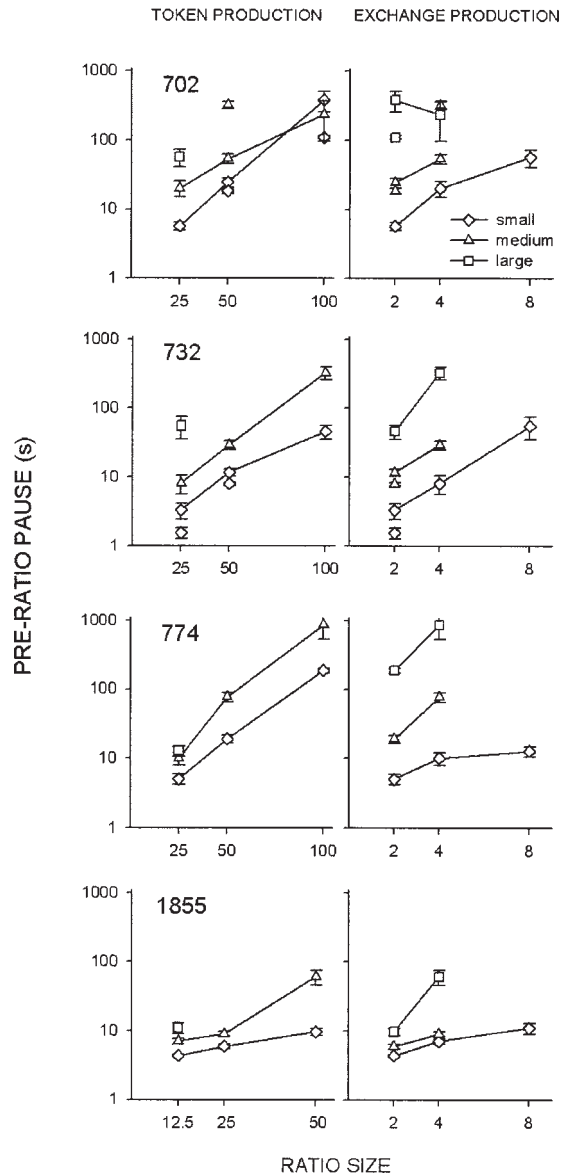 TOKEN PRODUCTION EXCHANGE PRODUCTION
702
1000
100
10
1
small
medium
large
25 50 100 2 4 8
732
1000
100
10
1
25 50 100 2 4 8
PRE-RATIO PAUSE (s)
774
1000
100
10
1
25 50 100 2 4 8
1855
1000
100
10
1
12.5 25 50 2 4 8
RATIO SIZE